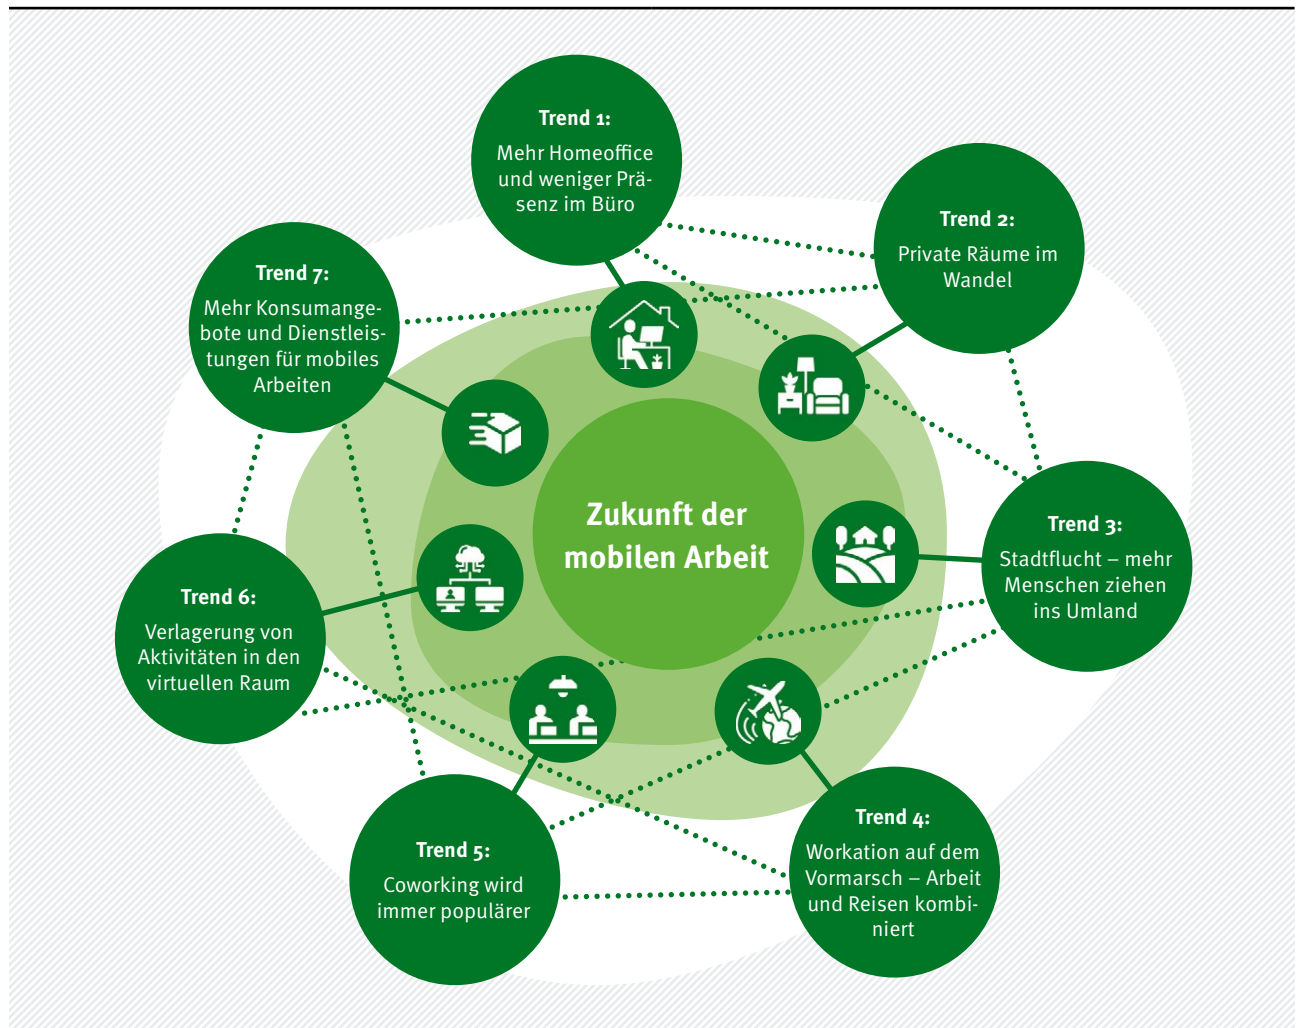 Trend 1:
Mehr Homeoffice
und weniger Prä-
senz im Büro
Trend 2:
Private Räume im
Wandel
Trend 3:
Stadtflucht – mehr
Menschen ziehen
ins Umland
Trend 4:
Workation auf dem
Vormarsch – Arbeit
und Reisen kombi-
niert
Trend 5:
Coworking wird
immer populärer
Trend 6:
Verlagerung von
Aktivitäten in den
virtuellen Raum
Trend 7:
Mehr Konsumange-
bote und Dienstleis-
tungen für mobiles
Arbeiten
Zukunft der
mobilen Arbeit